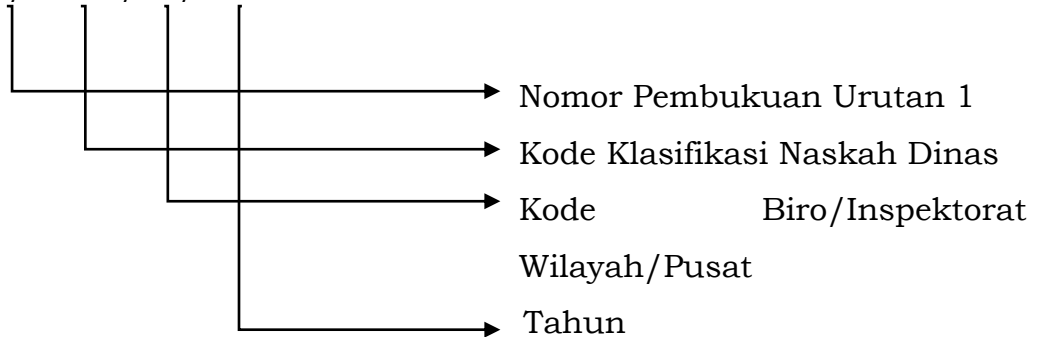 Nomor Pembukuan Urutan 1
Kode Klasifikasi Naskah Dinas
Kode Biro/Inspektorat
Wilayah/Pusat
Tahun